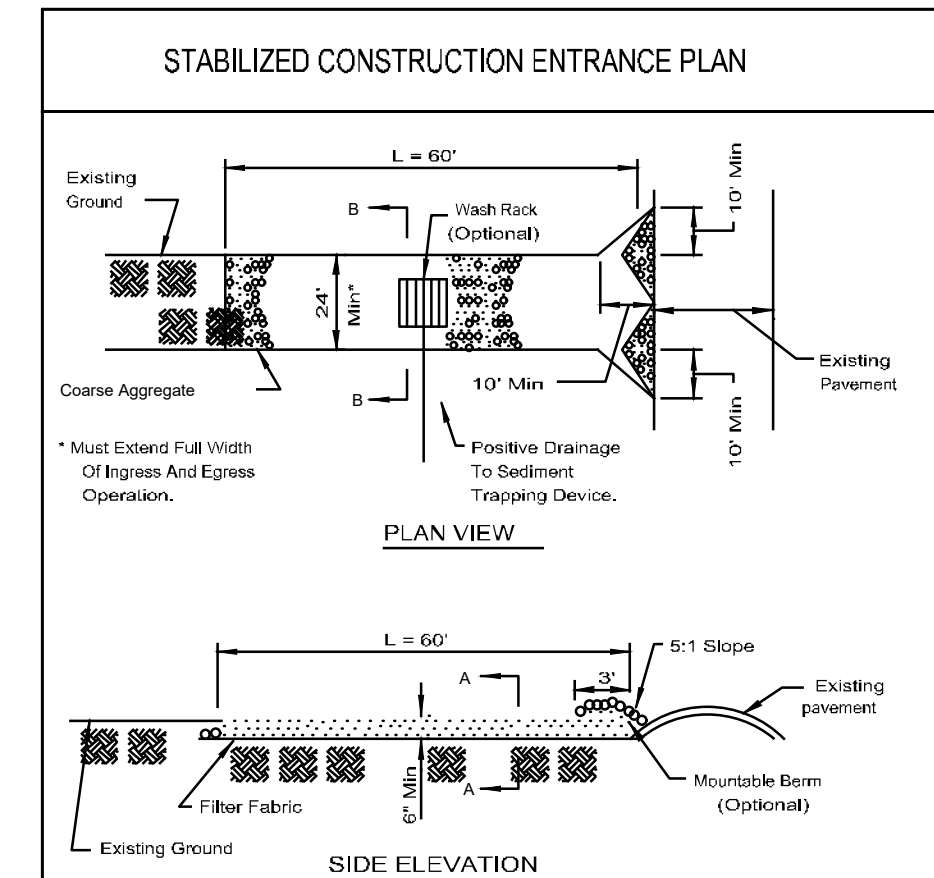 STABILIZED CONSTRUCTION ENTRANCE PLAN
L = 60'
Existing
Ground
B
Wash Rack
(Optional)
10' Min
24'
Min*
Existing
Pavement
Coarse Aggregate
B
10' Min
10' Min
* Must Extend Full Width
Of Ingress And Egress
Operation.
Positive Drainage
To Sediment
Trapping Device.
PLAN VIEW
L = 60'
5:1 Slope
A
3'
Existing
pavement
A
6" Min
Mountable Berm
(Optional)
Filter Fabric
Existing Ground
SIDE ELEVATION